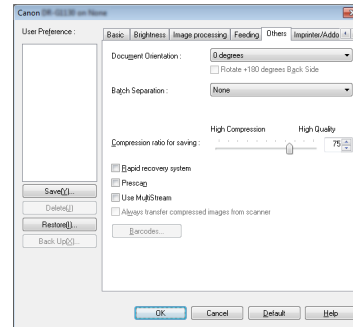 Canon
User Preference :
Basic Brightness Image processing Feeding Others Imprinter/Addo
Document Orientation : 0 degrees
Rotate +180 degrees Back Side
Batch Separation : None
High Compression High Quality
Compression ratio for saving : 75
Rapid recovery system
Prescan
Use MultiStream
Always transfer compressed images from scanner
Barcodes...
Save(Y)...
Delete(J)
Restore(I)...
Back Up(X)...
OK Cancel Default Help